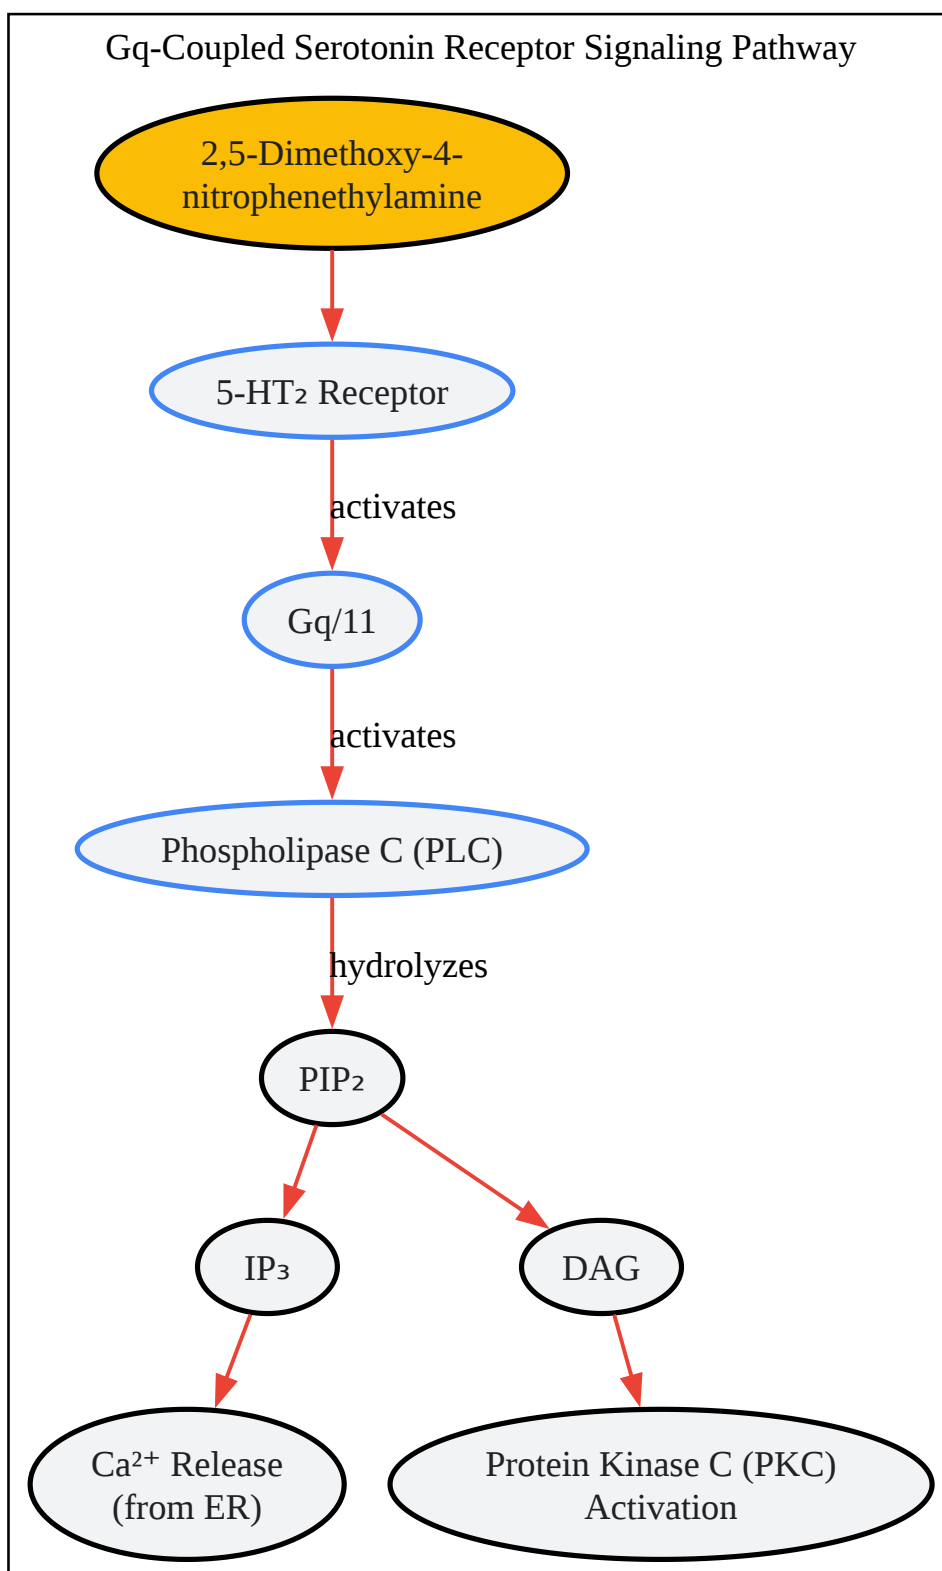 Gq-Coupled Serotonin Receptor Signaling Pathway
2,5-Dimethoxy-4-
nitrophenethylamine
5-HT₂ Receptor
activates
Gq/11
activates
Phospholipase C (PLC)
hydrolyzes
PIP₂
IP₃
DAG
Ca²⁺ Release
(from ER)
Protein Kinase C (PKC)
Activation